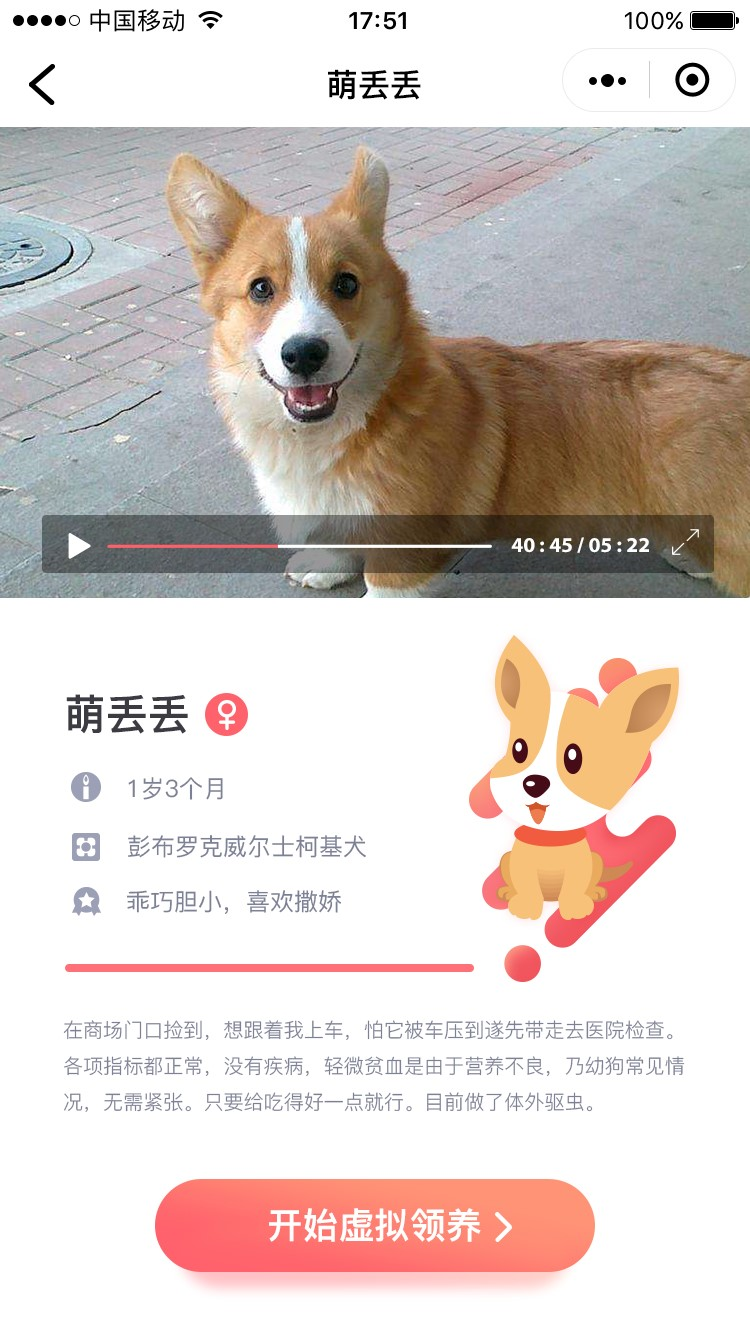 中国移动
17:51
100%
萌丢丢
40:45/05:22
萌丢丢
1岁3个月
彭布罗克威尔士柯基犬
乖巧胆小，喜欢撒娇
在商场门口捡到，想跟着我上车，怕它被车压到遂先带走去医院检查。
各项指标都正常，没有疾病，轻微贫血是由于营养不良，乃幼狗常见情
况，无需紧张。只要给吃得好一点就行。目前做了体外驱虫。
开始虚拟领养